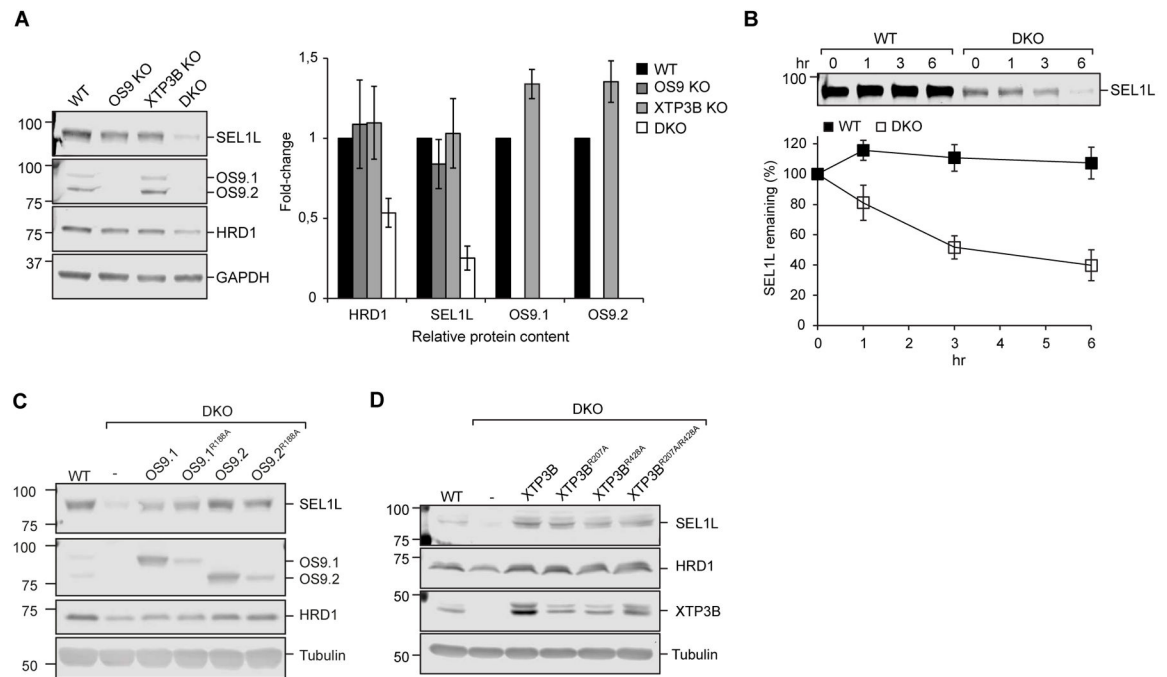 A
WT
OS9 KO
XTP3B KO
DKO
100
SEL1L
100
OS9.1
OS9.2
75
75
HRD1
37
GAPDH
1,5
1
0,5
0
Fold-change
WT
OS9 KO
XTP3B KO
DKO
HRD1 SEL1L OS9.1 OS9.2
Relative protein content
B
WT DKO
hr 0 1 3 6 0 1 3 6
100
SEL1L
WT DKO
120
100
80
60
40
20
0
SEL1L remaining (%)
0 1 2 3 4 5 6
hr
C
DKO
WT - OS9.1 OS9.1R188A OS9.2 OS9.2R188A
100
SEL1L
75
100
OS9.1
OS9.2
75
75
HRD1
Tubulin
50
D
DKO
WT - XTP3B XTP3BR207A XTP3BR428A XTP3BR207A/R428A
100
SEL1L
75
75
HRD1
50
XTP3B
50
Tubulin